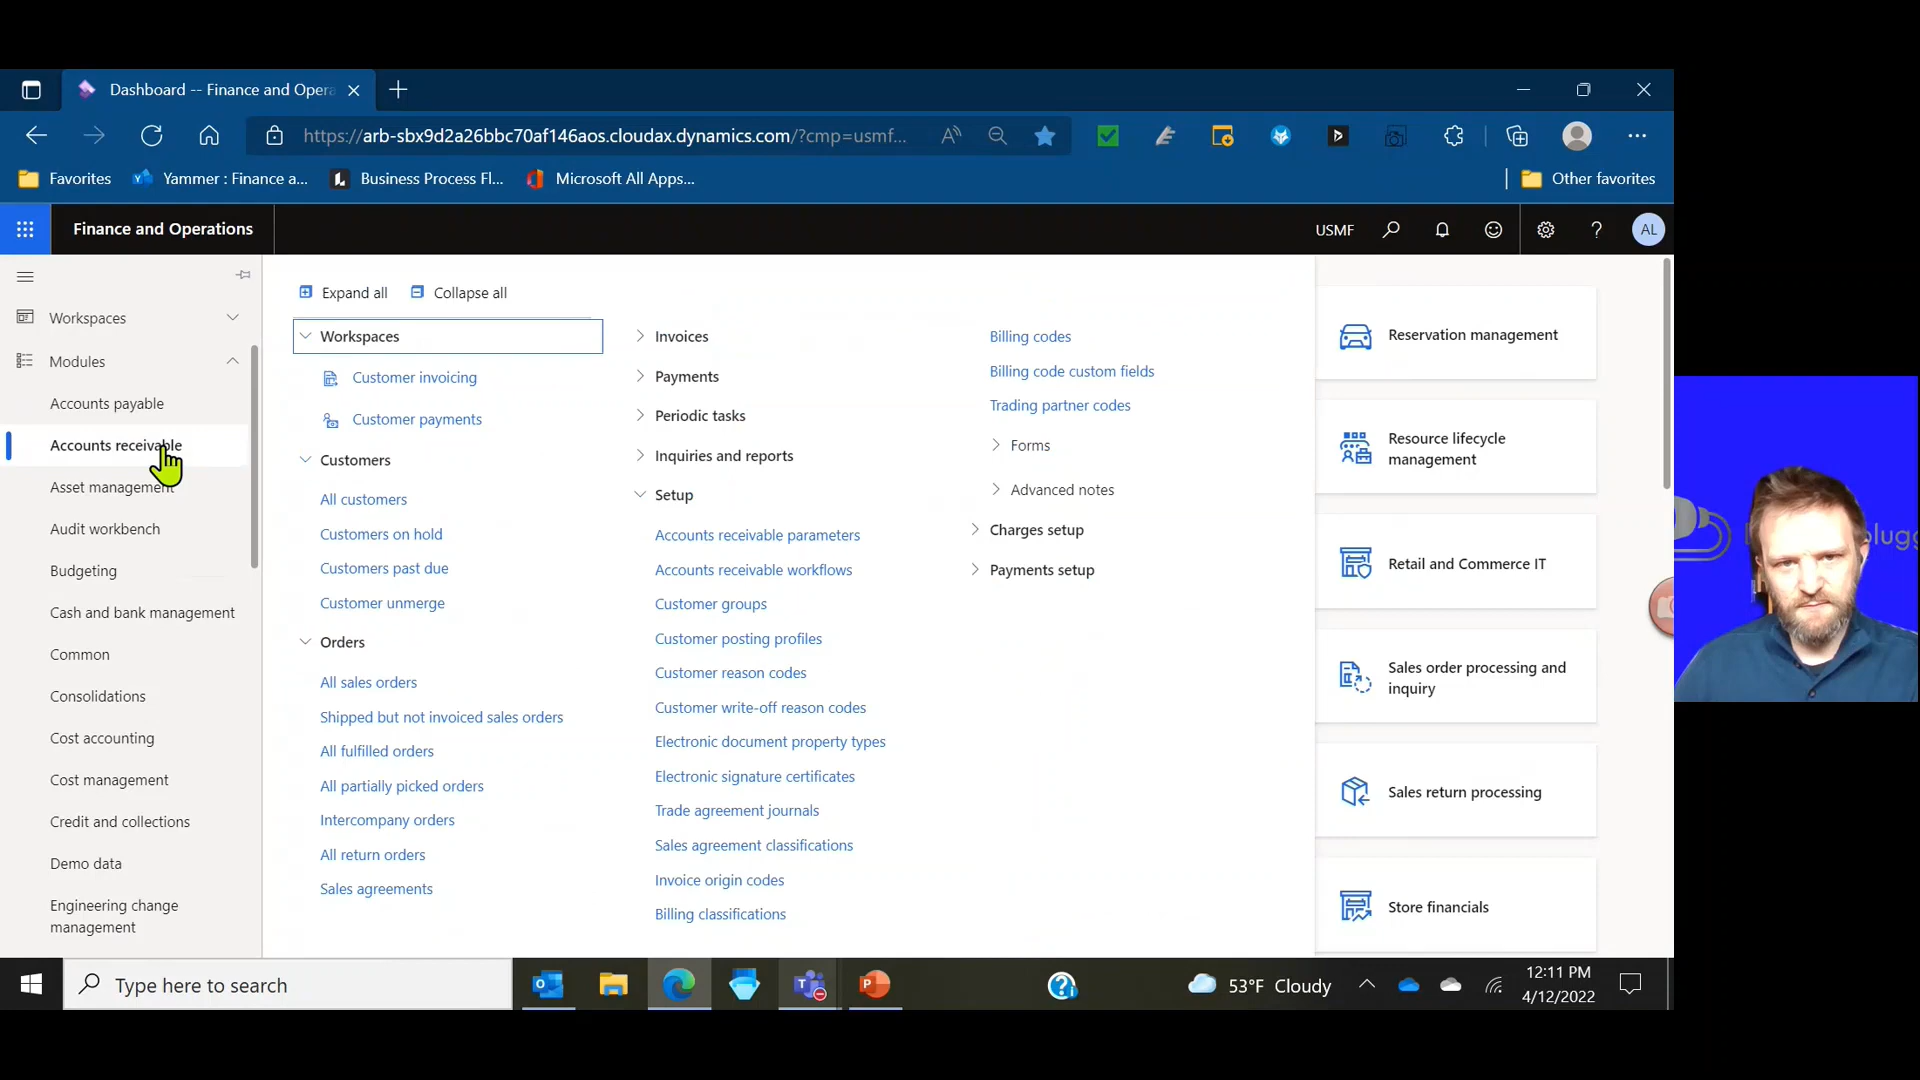 Dashboard -- Finance and Opera
https://arb-sbx9d2a26bbc70af146aos.cloudax.dynamics.com/?cmp=usmf...
Favorites
Yammer : Finance a...
Business Process Fl...
Microsoft All Apps...
Other favorites
Finance and Operations
USMF
?
AL
Workspaces
Modules
Accounts payable
Accounts receivable
Asset management
Audit workbench
Budgeting
Cash and bank management
Common
Consolidations
Cost accounting
Cost management
Credit and collections
Demo data
Engineering change
management
Expand all
Collapse all
Workspaces
Customer invoicing
Customer payments
Customers
All customers
Customers on hold
Customers past due
Customer unmerge
Orders
All sales orders
Shipped but not invoiced sales orders
All fulfilled orders
All partially picked orders
Intercompany orders
All return orders
Sales agreements
Invoices
Payments
Periodic tasks
Inquiries and reports
Setup
Accounts receivable parameters
Accounts receivable workflows
Customer groups
Customer posting profiles
Customer reason codes
Customer write-off reason codes
Electronic document property types
Electronic signature certificates
Trade agreement journals
Sales agreement classifications
Invoice origin codes
Billing classifications
Billing codes
Billing code custom fields
Trading partner codes
Forms
Advanced notes
Charges setup
Payments setup
Reservation management
Resource lifecycle
management
Retail and Commerce IT
Sales order processing and
inquiry
Sales return processing
Store financials
Type here to search
53°F Cloudy
12:11 PM
4/12/2022